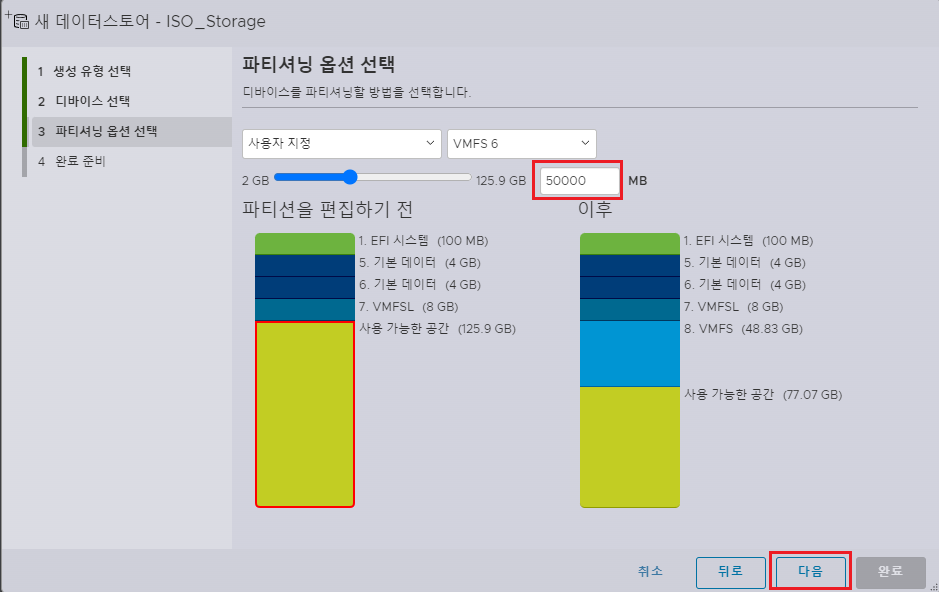 새 데이터스토어 - ISO_Storage
1 생성 유형 선택
2 디바이스 선택
3 파티셔닝 옵션 선택
4 완료 준비
파티셔닝 옵션 선택
디바이스를 파티셔닝할 방법을 선택합니다.
사용자 지정 VMFS 6
2 GB 125.9 GB 50000 MB
파티션을 편집하기 전
1. EFI 시스템 (100 MB)
5. 기본 데이터 (4 GB)
6. 기본 데이터 (4 GB)
7. VMFSL (8 GB)
사용 가능한 공간 (125.9 GB)
이후
1. EFI 시스템 (100 MB)
5. 기본 데이터 (4 GB)
6. 기본 데이터 (4 GB)
7. VMFSL (8 GB)
8. VMFS (48.83 GB)
사용 가능한 공간 (77.07 GB)
취소 뒤로 다음 완료